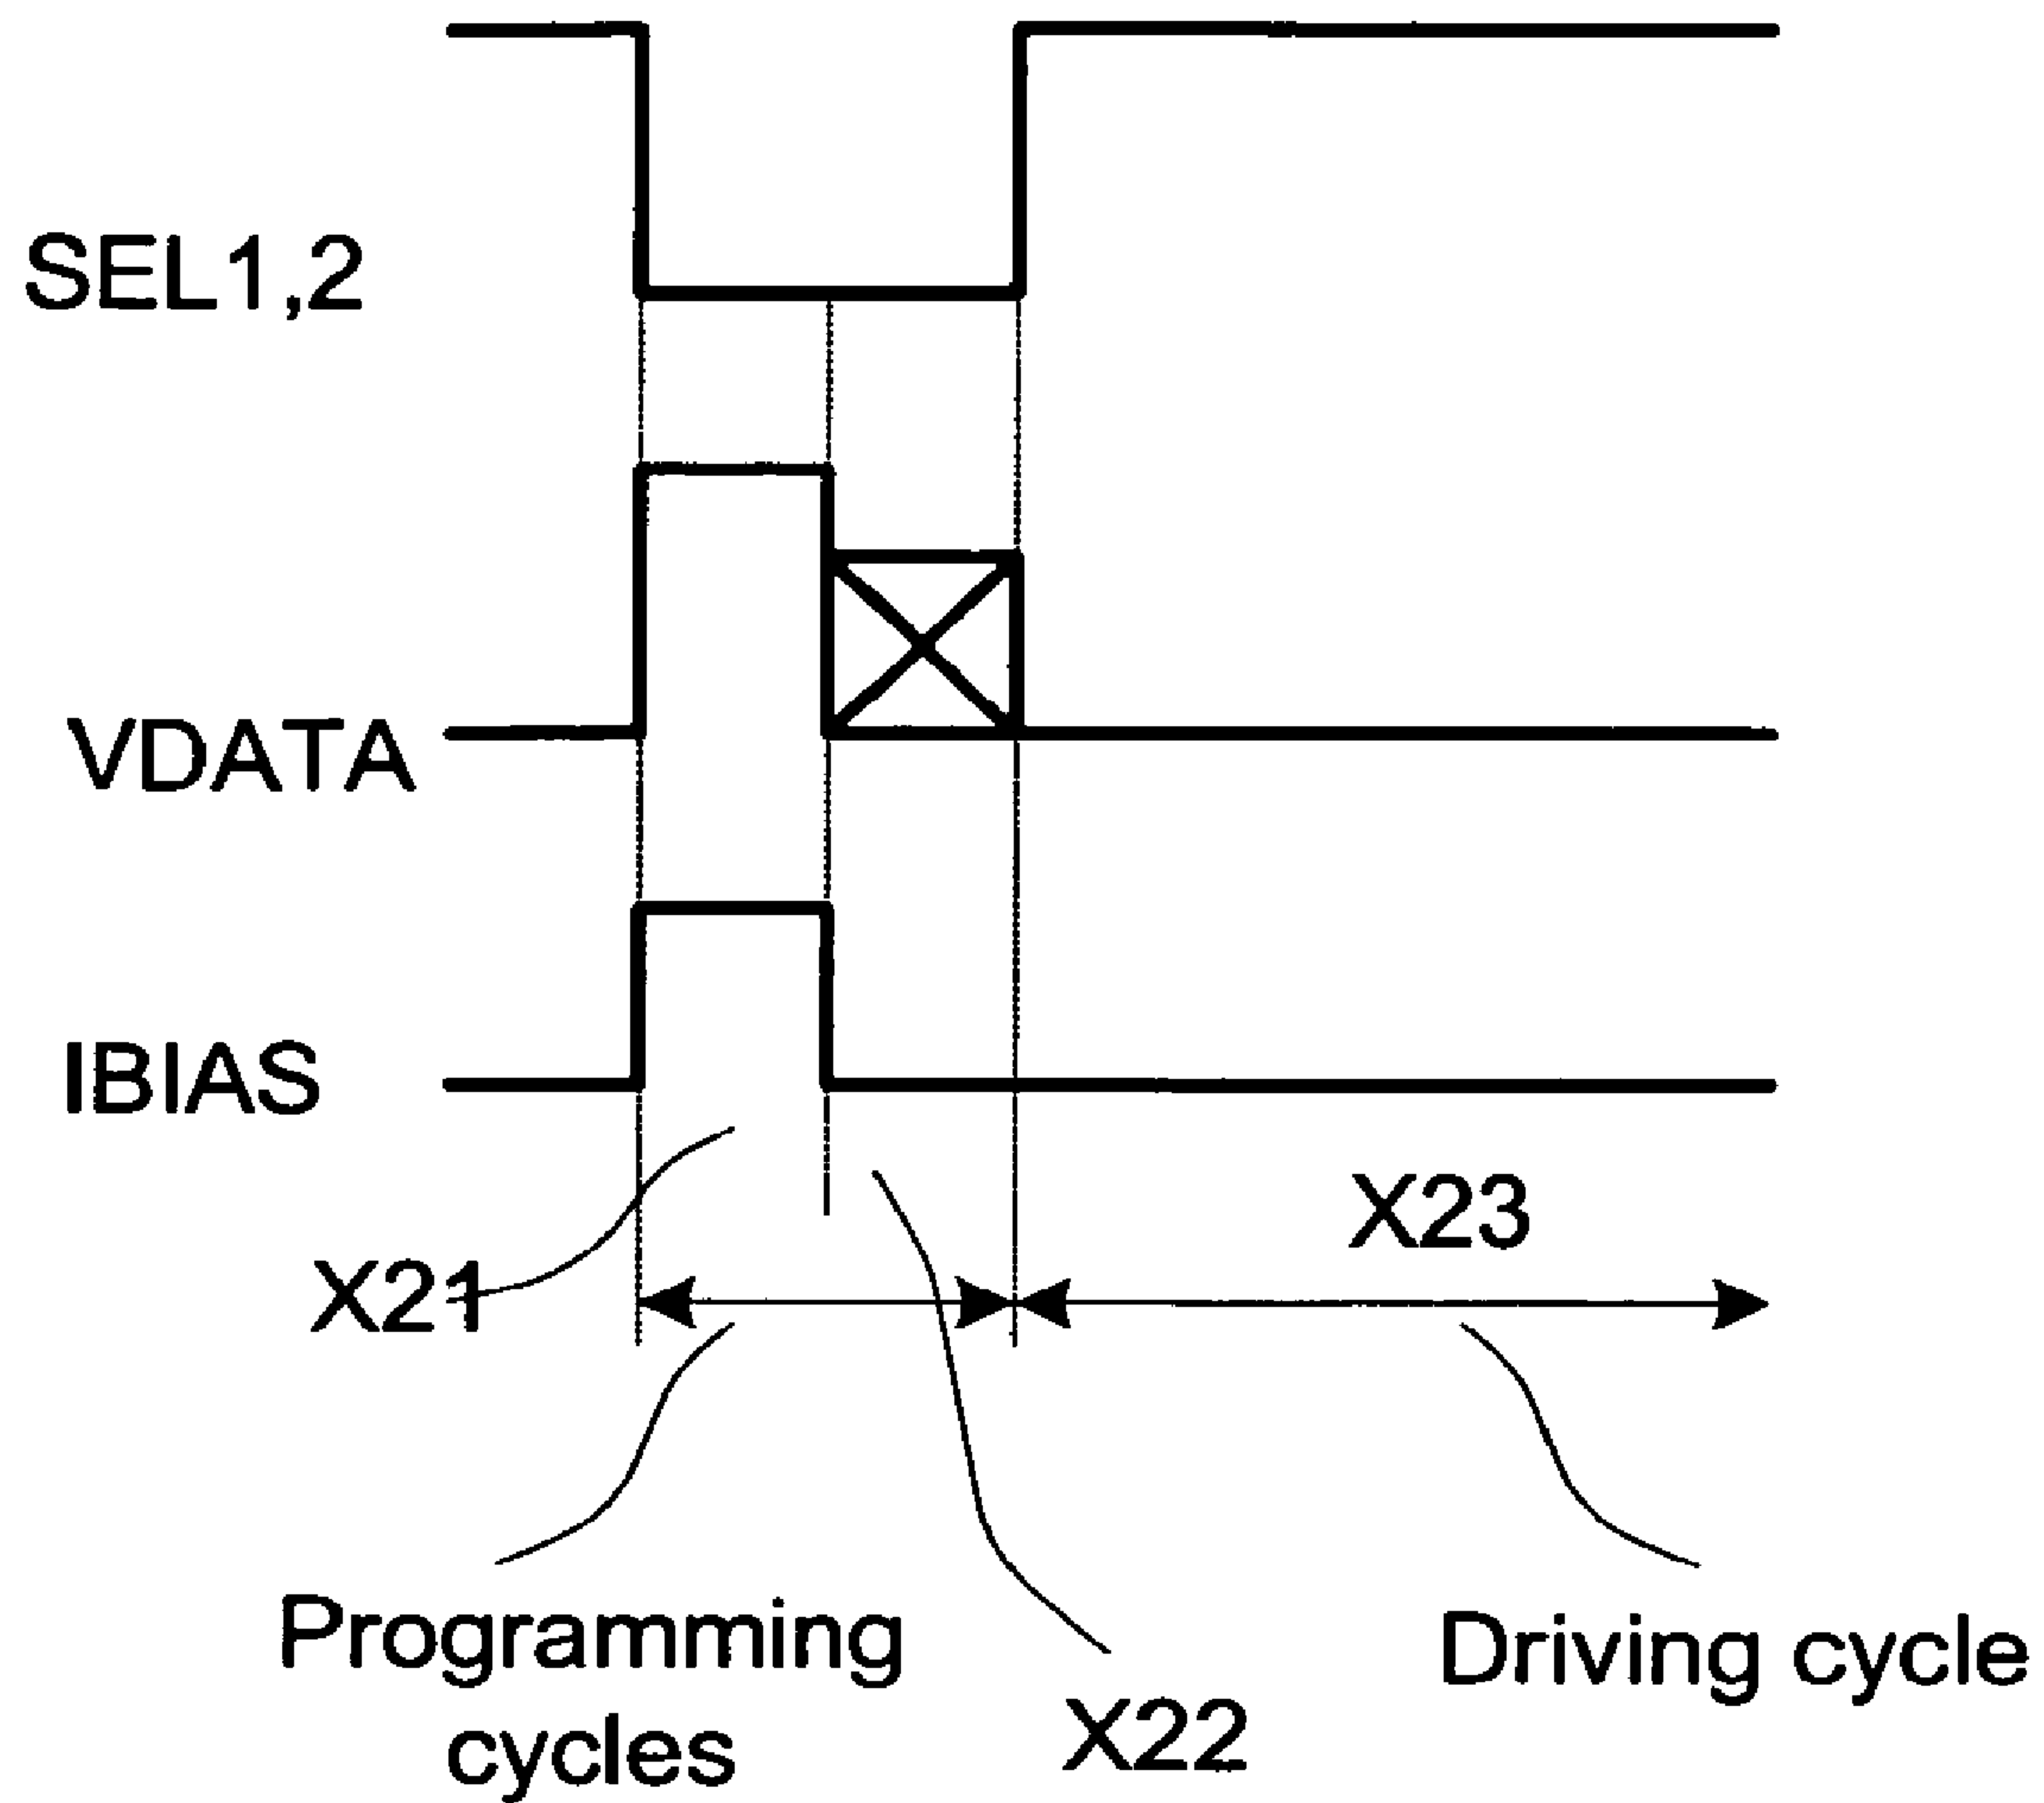 SEL1,2
VDATA
IBIAS
X23
X21
Programming
cycles
X22
Driving cycle